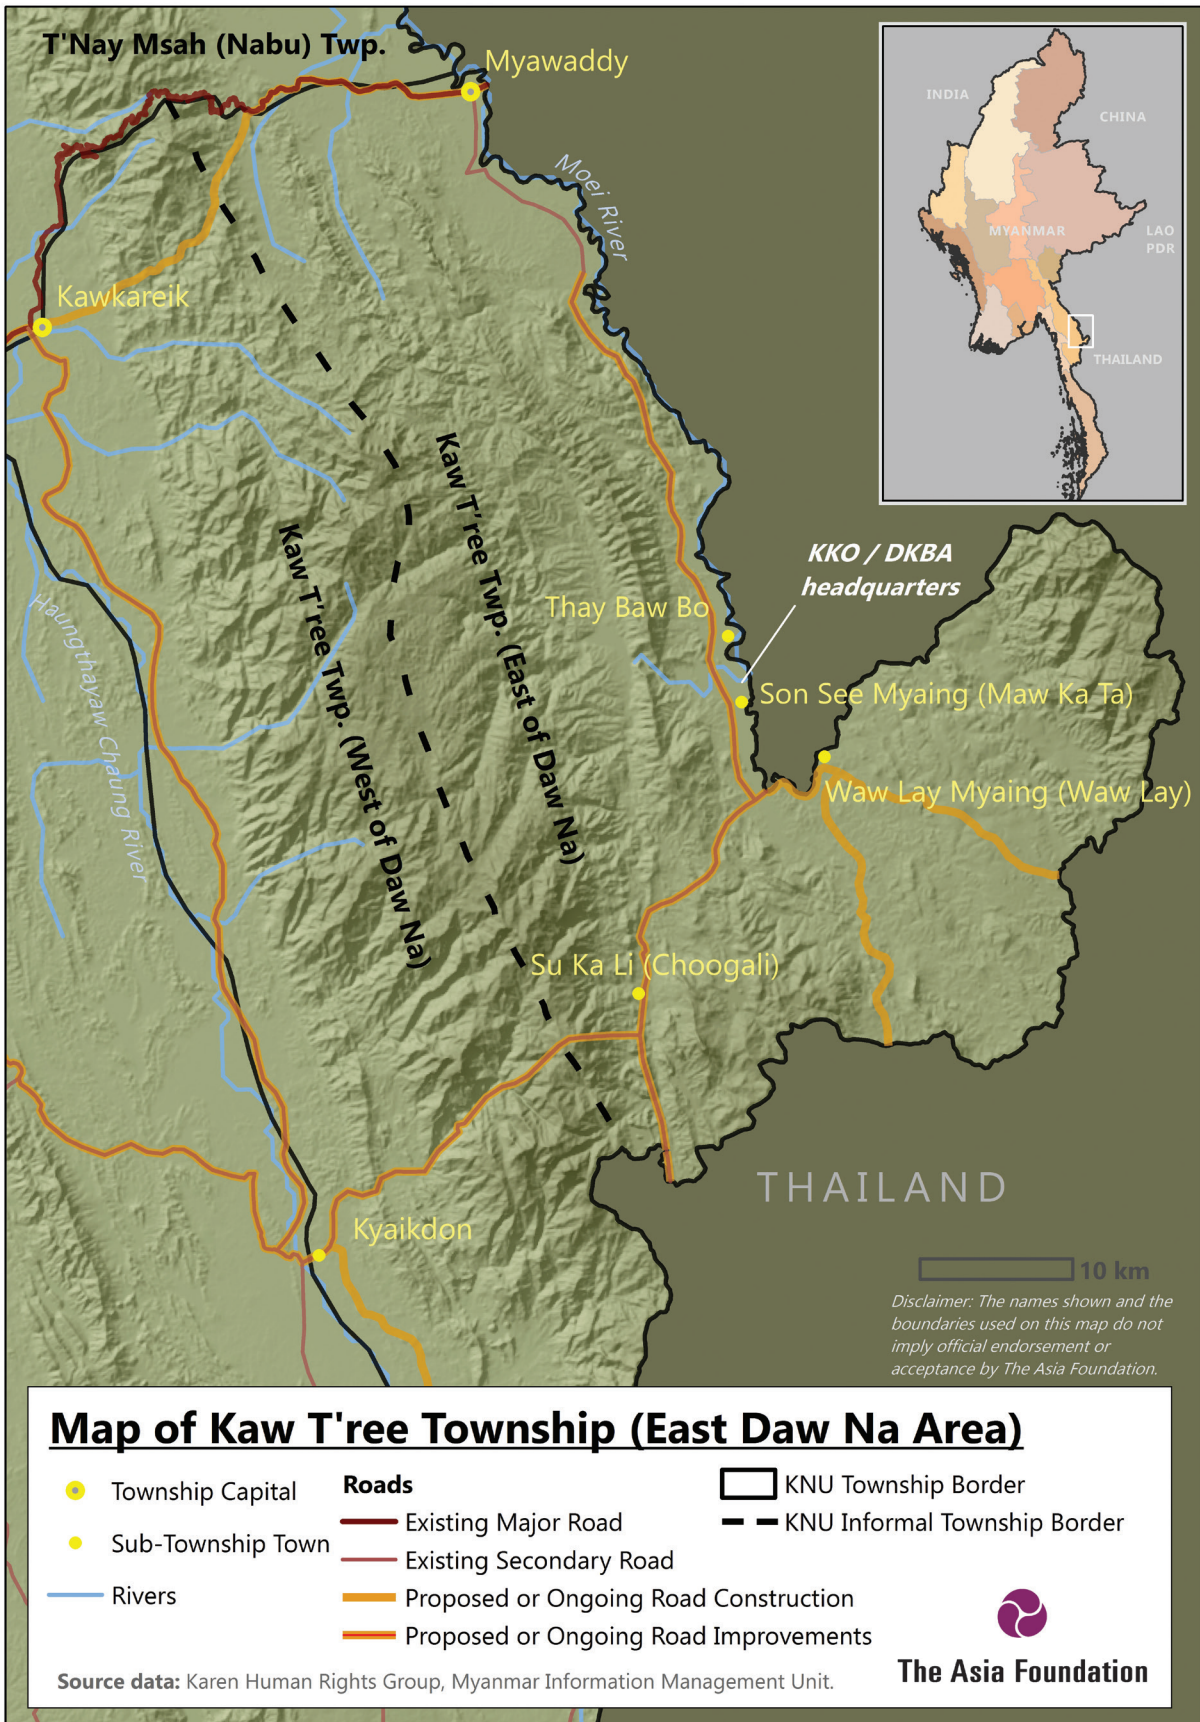 T'Nay Msah (Nabu) Twp.
Myawaddy
Moei River
Kawkareik
INDIA
CHINA
MYANMAR
LAO
PDR
THAILAND
Kaw T'ree Twp. (East of Daw Na)
Kaw T'ree Twp. (West of Daw Na)
KKO / DKBA
headquarters
Thay Baw Bo
Haungthayaw Chaung River
Son See Myaing (Maw Ka Ta)
Waw Lay Myaing (Waw Lay)
Su Ka Li (Choogali)
THAILAND
Kyaikdon
10 km
Disclaimer: The names shown and the
boundaries used on this map do not
imply official endorsement or
acceptance by The Asia Foundation.
Map of Kaw T'ree Township (East Daw Na Area)
Township Capital
Sub-Township Town
Rivers
Roads
Existing Major Road
Existing Secondary Road
Proposed or Ongoing Road Construction
Proposed or Ongoing Road Improvements
KNU Township Border
KNU Informal Township Border
The Asia Foundation
Source data: Karen Human Rights Group, Myanmar Information Management Unit.